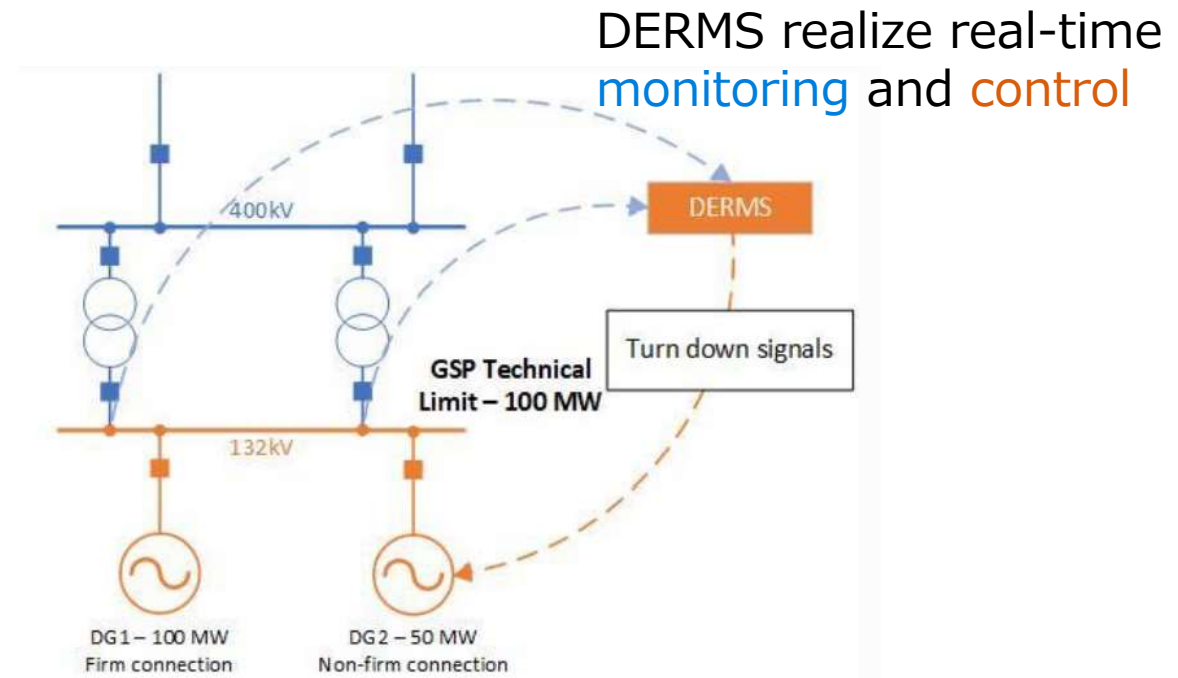 DERMS realize real-time
monitoring and control
400kV
DERMS
Turn down signals
GSP Technical
Limit – 100 MW
132kV
DG1 – 100 MW
Firm connection
DG2 – 50 MW
Non-firm connection